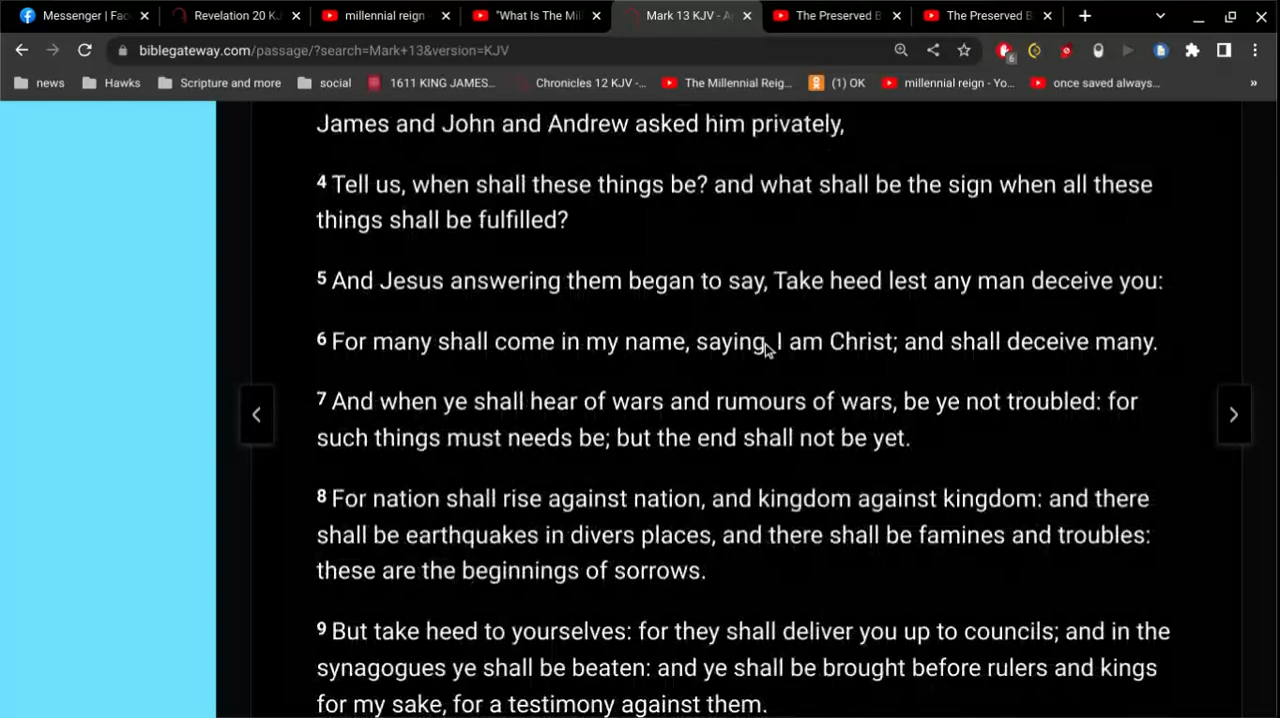 Messenger | Fac
Revelation 20 KJ
millennial reign -
"What Is The Mil
Mark 13 KJV - A
The Preserved B
The Preserved B
biblegateway.com/passage/?search=Mark+13&version=KJV
6
news
Hawks
Scripture and more
social
1611 KING JAMES...
Chronicles 12 KJV -...
The Millennial Reig...
(1) OK
millennial reign - Yo...
once saved always...
»
James and John and Andrew asked him privately,
4 Tell us, when shall these things be? and what shall be the sign when all these
things shall be fulfilled?
5 And Jesus answering them began to say, Take heed lest any man deceive you:
6 For many shall come in my name, saying, I am Christ; and shall deceive many.
7 And when ye shall hear of wars and rumours of wars, be ye not troubled: for
such things must needs be; but the end shall not be yet.
8 For nation shall rise against nation, and kingdom against kingdom: and there
shall be earthquakes in divers places, and there shall be famines and troubles:
these are the beginnings of sorrows.
9 But take heed to yourselves: for they shall deliver you up to councils; and in the
synagogues ye shall be beaten: and ye shall be brought before rulers and kings
for my sake, for a testimony against them.